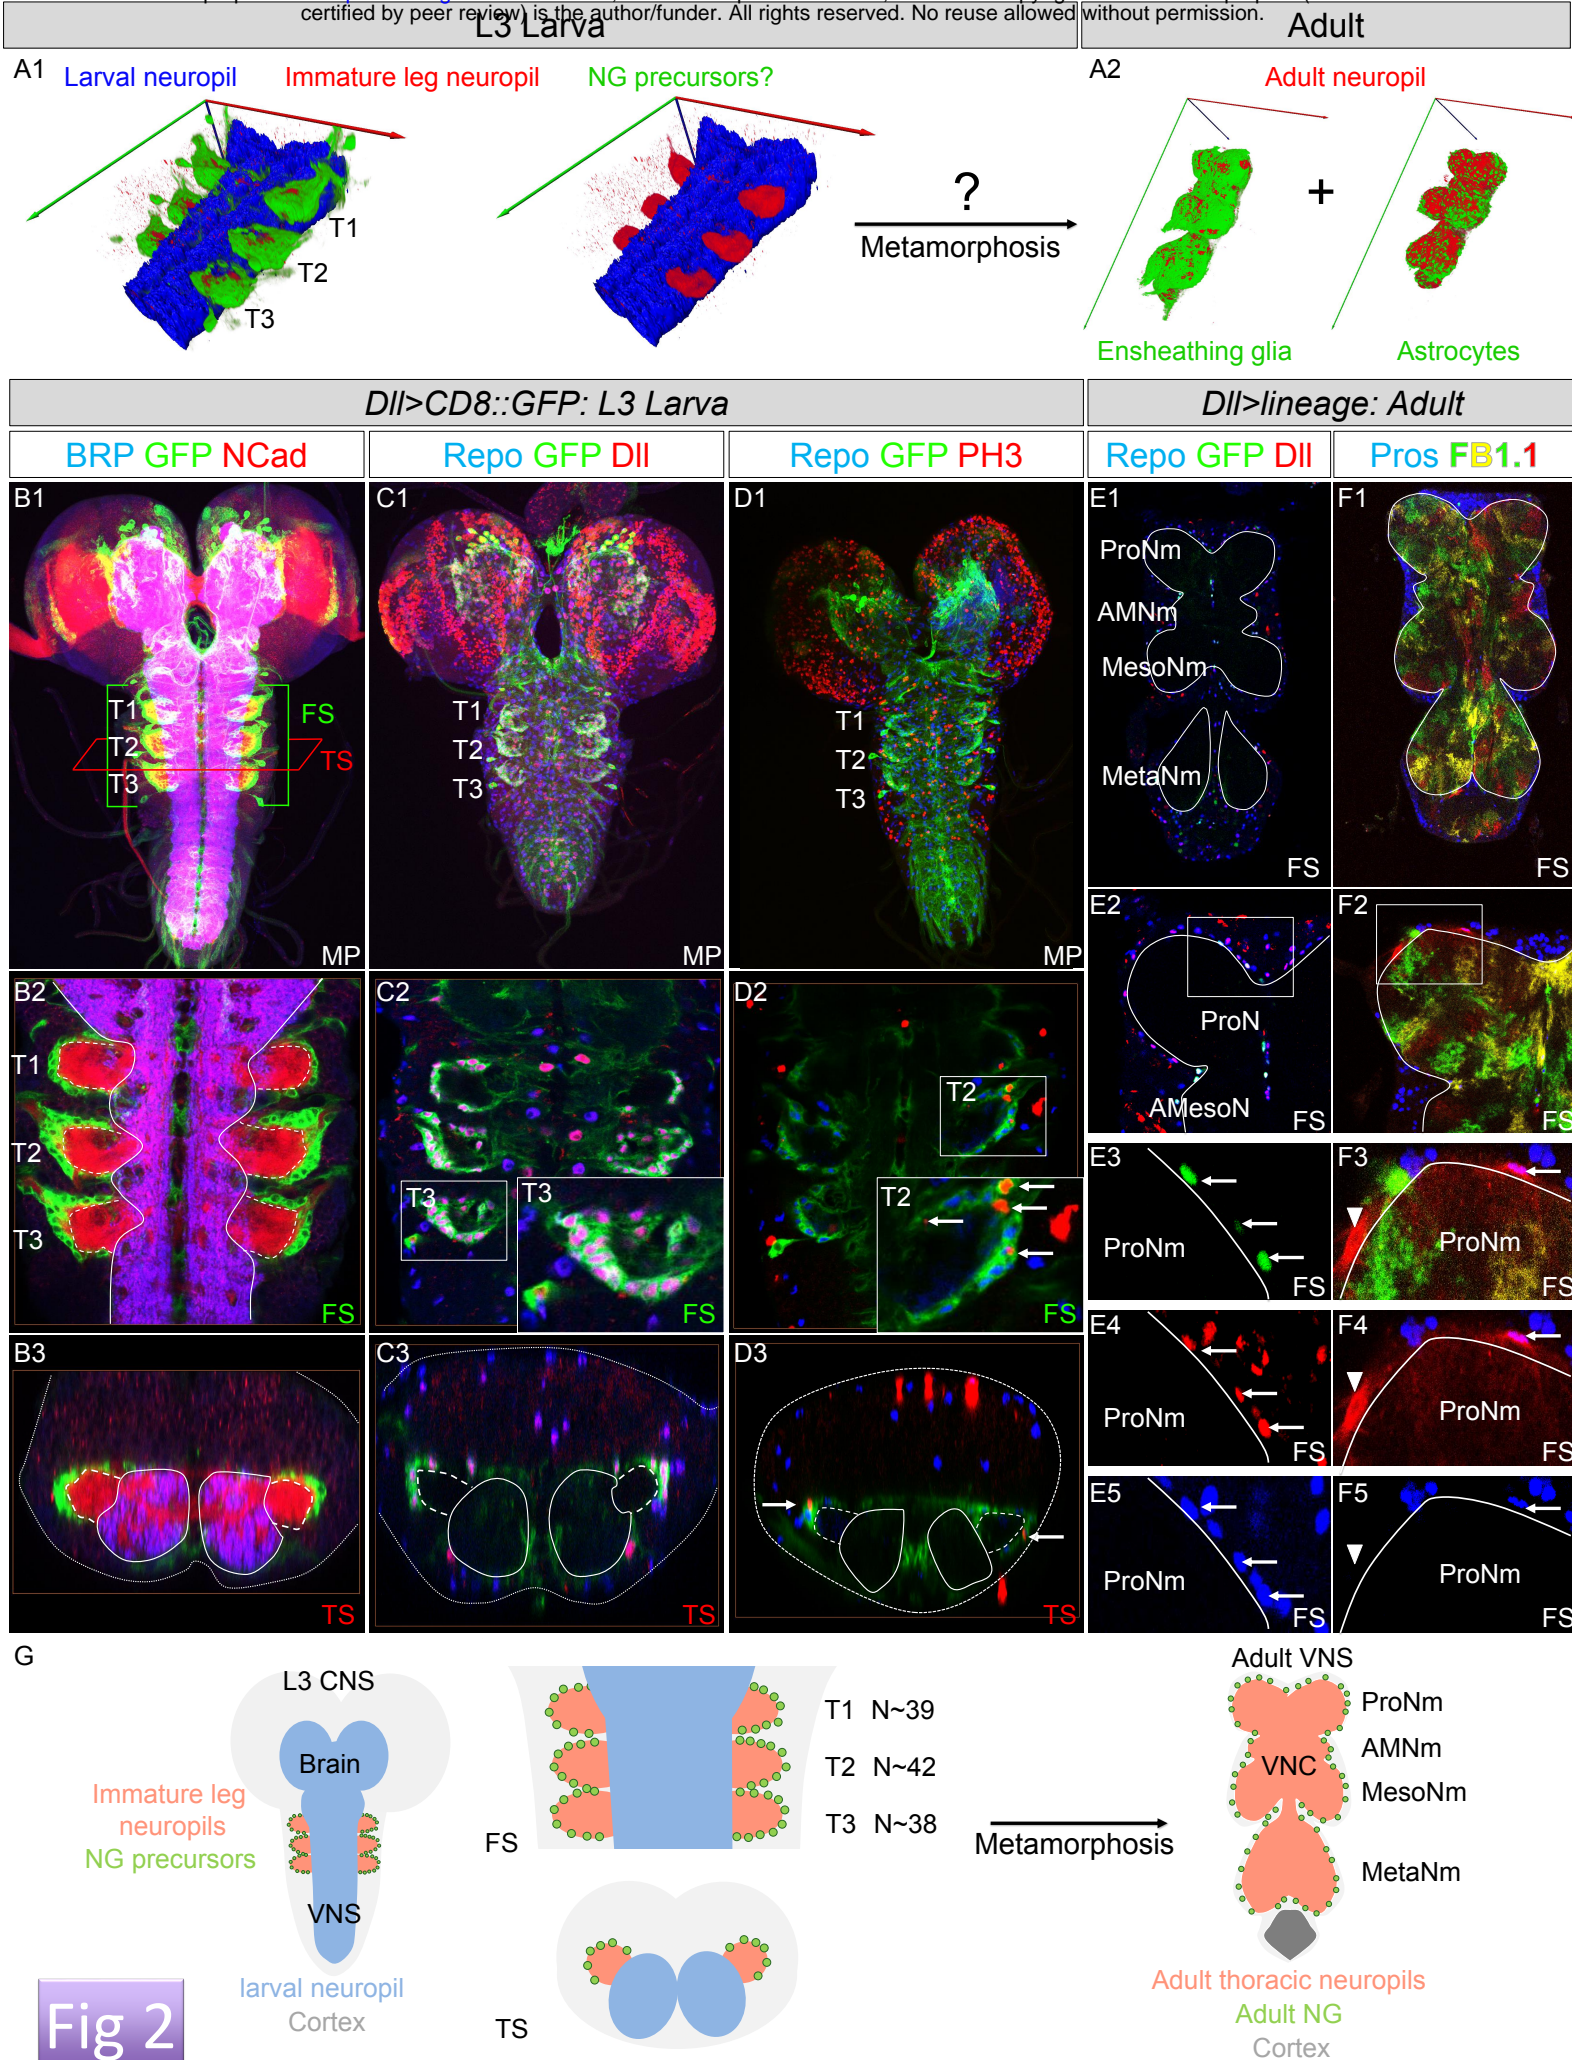 certified by peer review) is the author/funder. All rights reserved. No reuse allowed without permission.
L3 Larva
Adult
A1
Larval neuropil
Immature leg neuropil
NG precursors?
A2
Adult neuropil
T1
T2
T3
?
Metamorphosis
+
Ensheathing glia
Astrocytes
Dll>CD8::GFP: L3 Larva
Dll>lineage: Adult
BRP GFP NCad
Repo GFP Dll
Repo GFP PH3
Repo GFP Dll
Pros FB1.1
B1
T1
T2
T3
FS
TS
MP
C1
T1
T2
T3
MP
D1
T1
T2
T3
MP
E1
ProNm
AMNm
MesoNm
MetaNm
FS
F1
FS
B2
T1
T2
T3
FS
C2
T3
T3
FS
D2
T2
T2
FS
E2
ProN
AMesoN
FS
F2
FS
E3
ProNm
FS
F3
ProNm
FS
B3
TS
C3
TS
D3
TS
E4
ProNm
FS
F4
ProNm
FS
E5
ProNm
FS
F5
ProNm
FS
G
L3 CNS
Brain
Immature leg
neuropils
NG precursors
VNS
larval neuropil
Cortex
T1 N~39
T2 N~42
T3 N~38
FS
TS
Metamorphosis
Adult VNS
ProNm
AMNm
VNC
MesoNm
MetaNm
Adult thoracic neuropils
Adult NG
Cortex
Fig 2